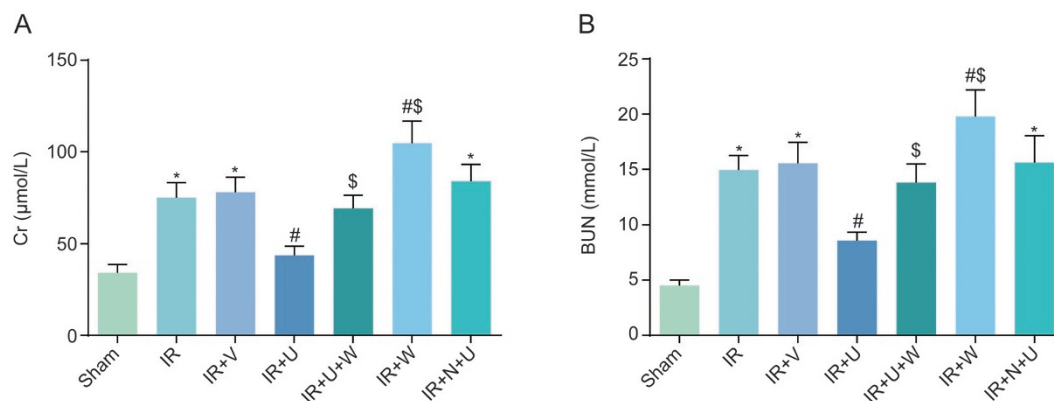 A
Cr (μmol/L)
150
100
50
0
*
*
#
$
#$
*
Sham
IR
IR+V
IR+U
IR+U+W
IR+W
IR+N+U
B
BUN (mmol/L)
25
20
15
10
5
0
*
*
#
$
#$
*
Sham
IR
IR+V
IR+U
IR+U+W
IR+W
IR+N+U